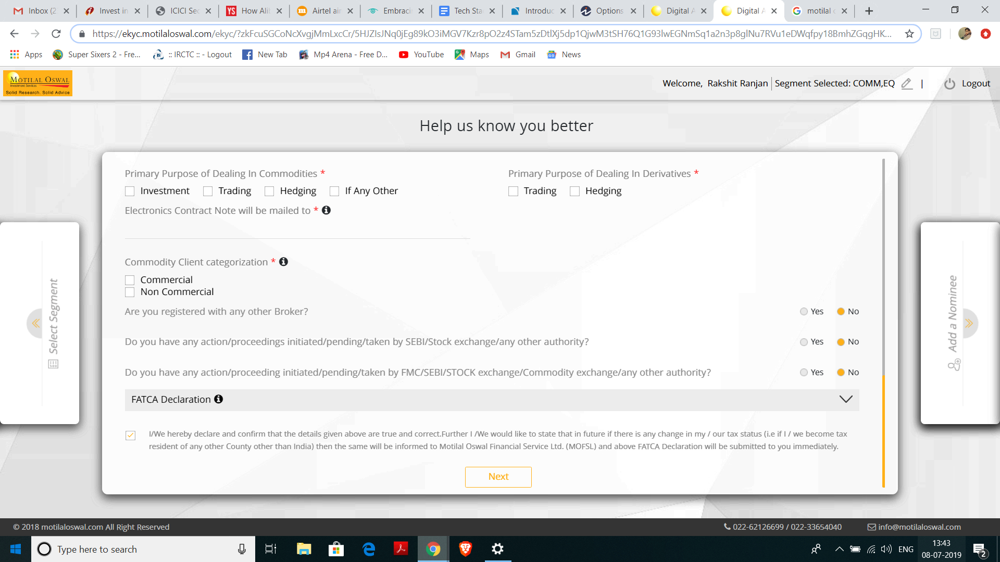 Inbox (2
Invest in
ICICI Sec
How Alib
Airtel air
Embracin
Tech Sta
Introduc
Options
Digital A
Digital A
motilal o
https://ekyc.motilaloswal.com/ekyc/?zkFcuSGCoNcXvgjMmLxcCr/5HJZIsJNq0jEg89kO3iMGV7Kzr8pO2z4STam5zDtlXj5dp1QjwM3tSH76Q1G93lwEGNmSq1a2n3p8glNu7RVu1eDWqfpy18BmhZGqgHK...
Apps
Super Sixers 2 - Fre...
:: IRCTC :: - Logout
New Tab
Mp4 Arena - Free D...
YouTube
Maps
Gmail
News
MOTILAL OSWAL
Investment Services
Solid Research. Solid Advice
Welcome, Rakshit Ranjan
Segment Selected: COMM,EQ
Logout
Help us know you better
Primary Purpose of Dealing In Commodities *
Primary Purpose of Dealing In Derivatives *
Investment Trading Hedging If Any Other
Trading Hedging
Electronics Contract Note will be mailed to *
Commodity Client categorization *
Commercial
Non Commercial
Are you registered with any other Broker? Yes No
Do you have any action/proceedings initiated/pending/taken by SEBI/Stock exchange/any other authority? Yes No
Do you have any action/proceeding initiated/pending/taken by FMC/SEBI/STOCK exchange/Commodity exchange/any other authority? Yes No
FATCA Declaration
I/We hereby declare and confirm that the details given above are true and correct.Further I /We would like to state that in future if there is any change in my / our tax status (i.e if I / we become tax
resident of any other County other than India) then the same will be informed to Motilal Oswal Financial Service Ltd. (MOFSL) and above FATCA Declaration will be submitted to you immediately.
Next
Select Segment
Add a Nominee
© 2018 motilaloswal.com All Right Reserved
022-62126699 / 022-33654040
info@motilaloswal.com
Type here to search
ENG
13:43
08-07-2019
2